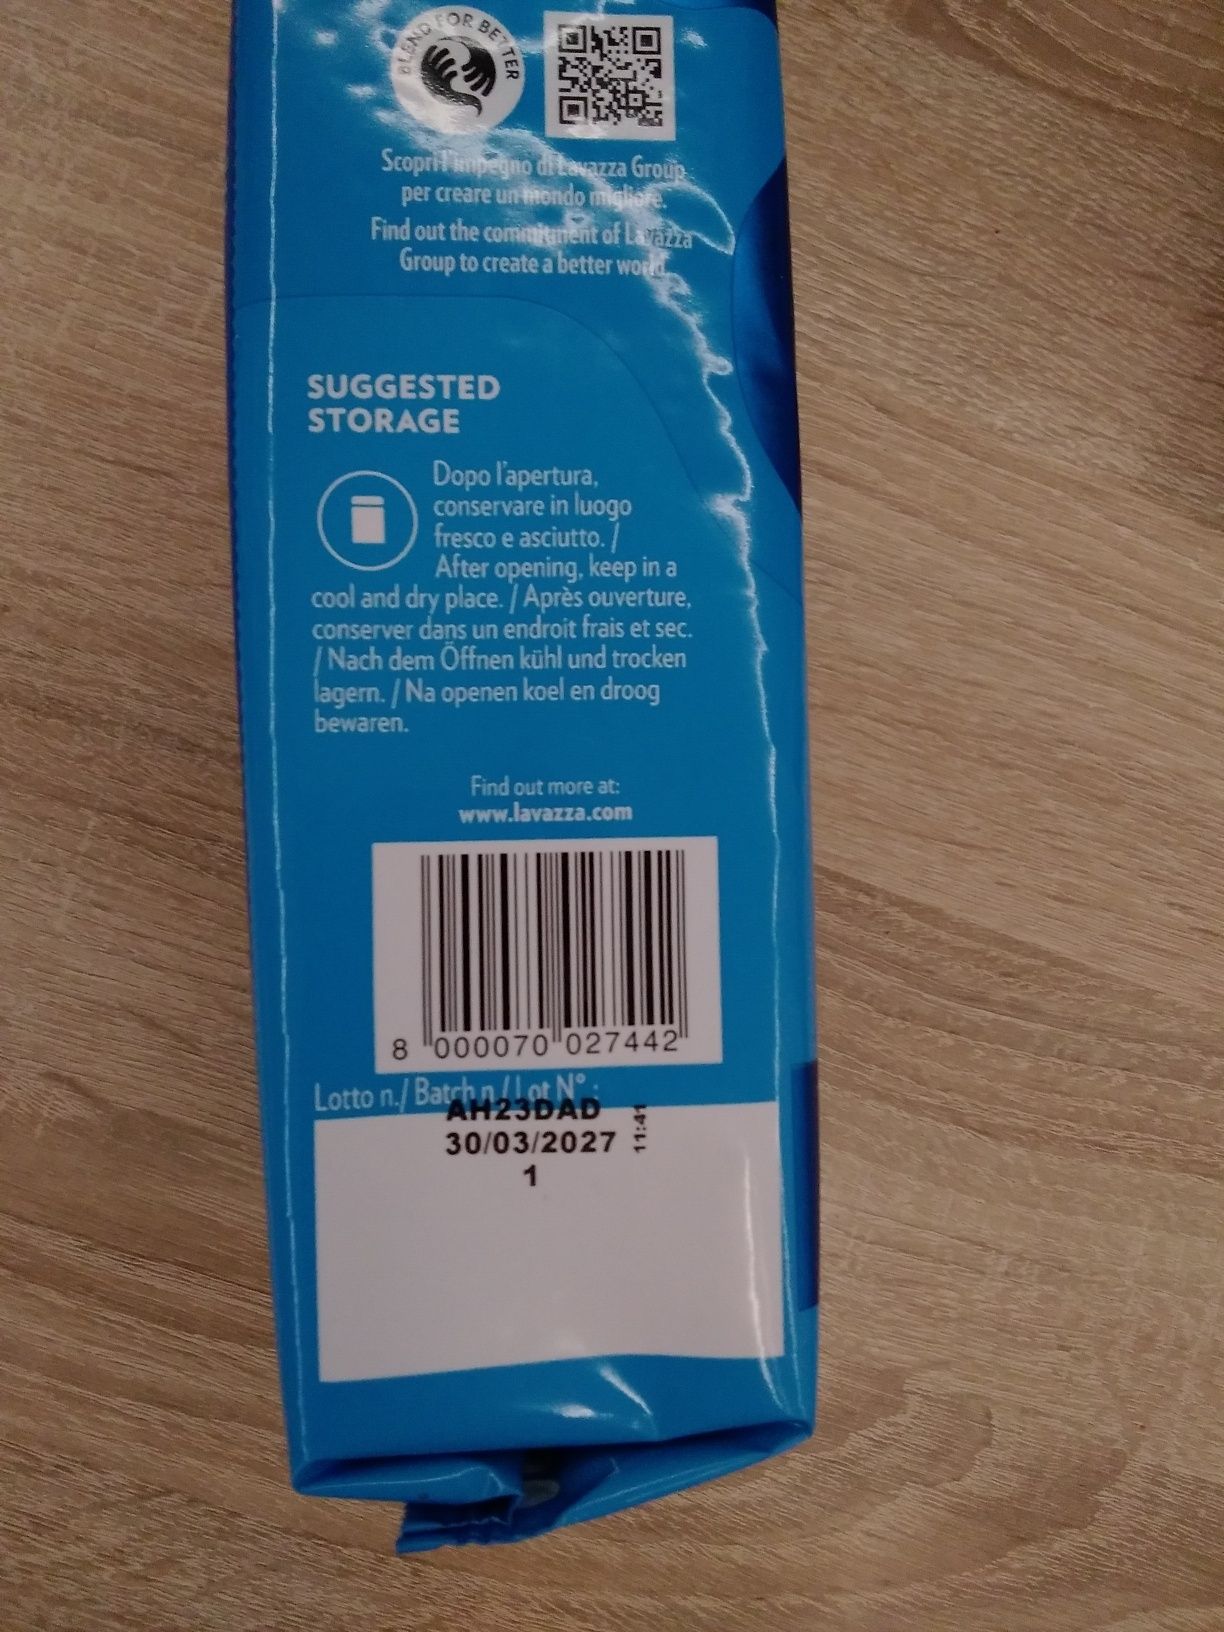 BLEND FOR BETTER
Scopri l'impegno di Lavazza Group
per creare un mondo migliore.
Find out the commitment of Lavazza
Group to create a better world.
SUGGESTED
STORAGE
Dopo l'apertura,
conservare in luogo
fresco e asciutto. /
After opening, keep in a
cool and dry place. / Après ouverture,
conserver dans un endroit frais et sec.
/ Nach dem Öffnen kühl und trocken
lagern. / Na openen koel en droog
bewaren.
Find out more at:
www.lavazza.com
8 000070 027442
Lotto n./ Batch n./ Lot N° :
AH23DAD
30/03/2027 11:41
1